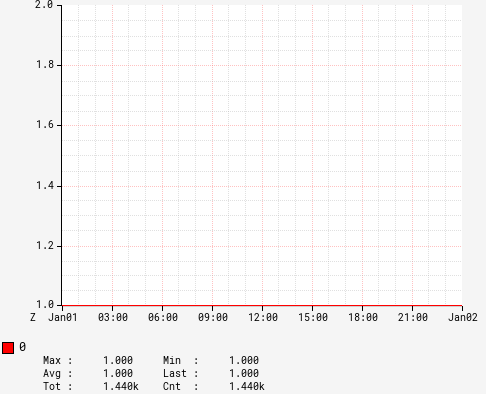 2.0
1.8
1.6
1.4
1.2
1.0
Z Jan01 03:00 06:00 09:00 12:00 15:00 18:00 21:00 Jan02
0
Max : 1.000 Min : 1.000
Avg : 1.000 Last : 1.000
Tot : 1.440k Cnt : 1.440k